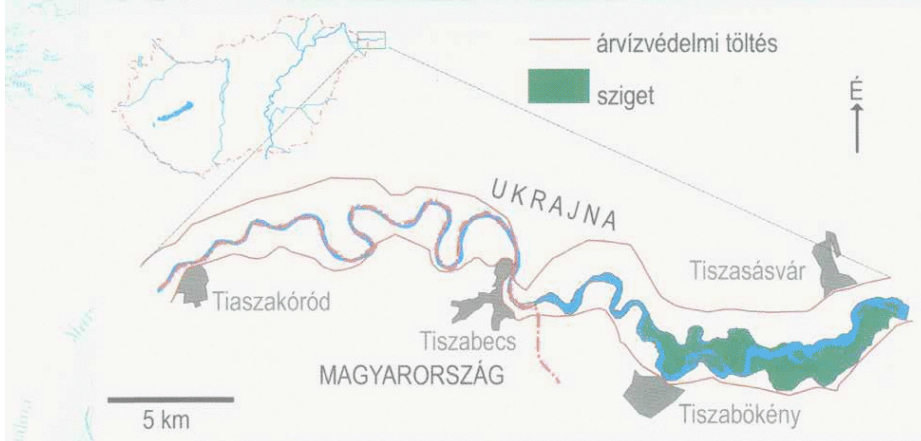 árvízvédelmi töltés
sziget
É
UKRAJNA
Tiszasásvár
Tiaszakóród
Tiszabecs
MAGYARORSZÁG
Tiszabökény
5 km